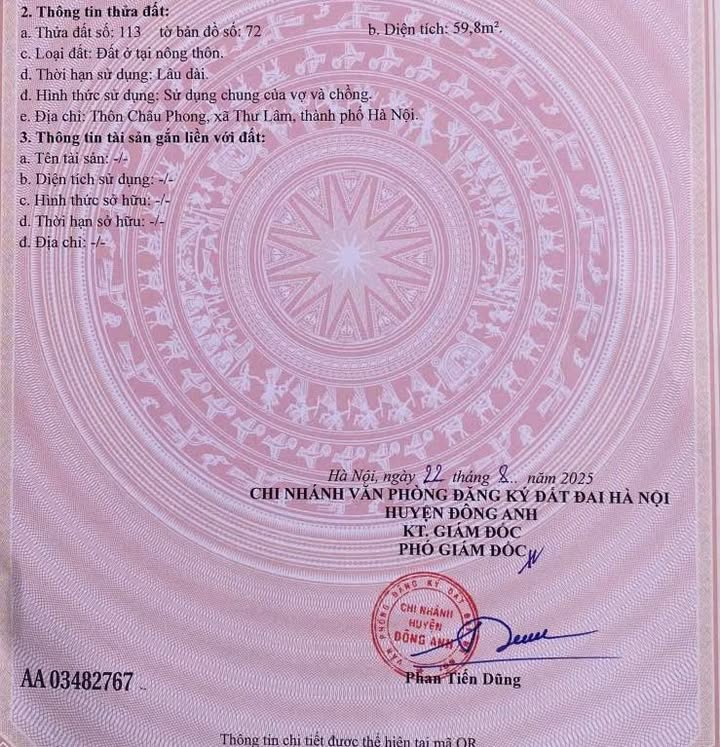 2. Thông tin thửa đất:
a. Thửa đất số: 113 tờ bản đồ số: 72 b. Diện tích: 59,8m².
c. Loại đất: Đất ở tại nông thôn.
d. Thời hạn sử dụng: Lâu dài.
đ. Hình thức sử dụng: Sử dụng chung của vợ và chồng.
e. Địa chỉ: Thôn Châu Phong, xã Thư Lâm, thành phố Hà Nội.
3. Thông tin tài sản gắn liền với đất:
a. Tên tài sản: -/-
b. Diện tích sử dụng: -/-
c. Hình thức sở hữu: -/-
d. Thời hạn sở hữu: -/-
đ. Địa chỉ: -/-
Hà Nội, ngày 22 tháng 8.. năm 2025
CHI NHÁNH VĂN PHÒNG ĐĂNG KÝ ĐẤT ĐAI HÀ NỘI
HUYỆN ĐÔNG ANH
KT. GIÁM ĐỐC
PHÓ GIÁM ĐỐC
VĂN PHÒNG ĐĂNG KÝ ĐẤT
CHI NHÁNH
HUYỆN
ĐÔNG ANH
Phan Tiến Dũng
AA 03482767
Thông tin chi tiết được thể hiện tại mã QR